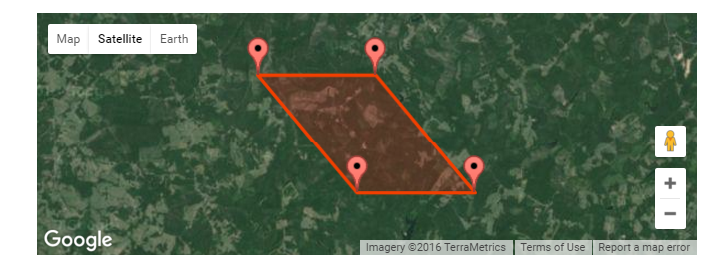 Map Satellite Earth
Google
Imagery ©2016 TerraMetrics Terms of Use Report a map error